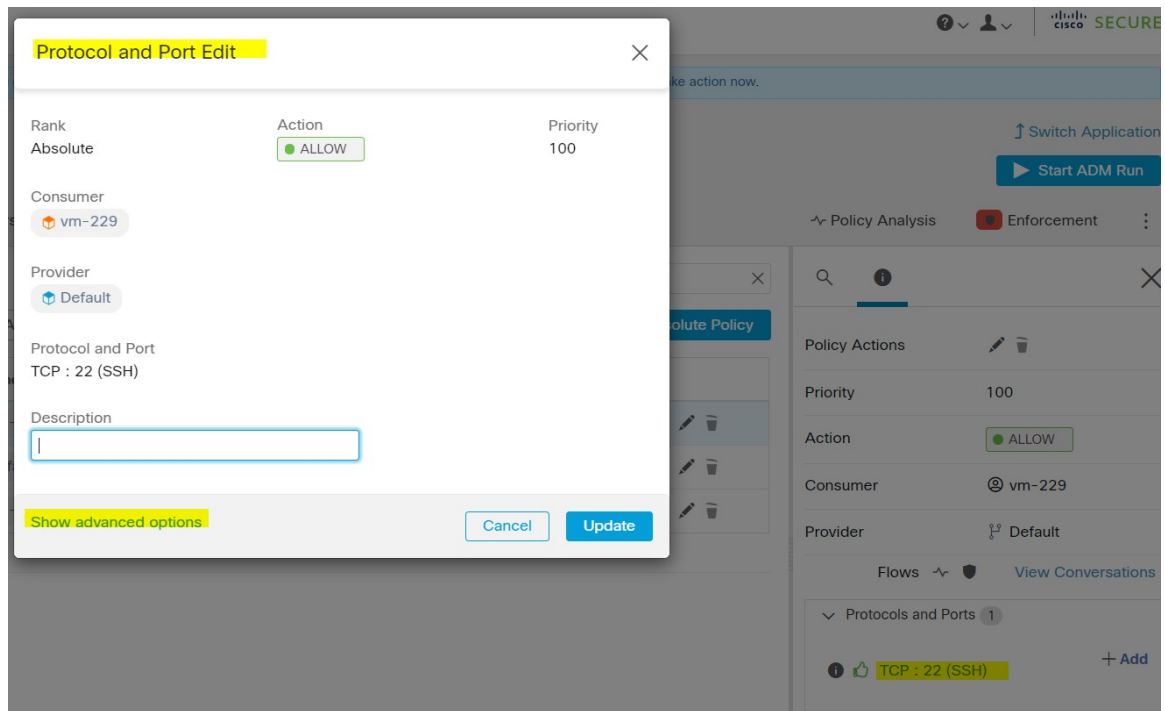 Protocol and Port Edit
Rank
Action
Priority
Absolute
ALLOW
100
Consumer
vm-229
Provider
Default
Protocol and Port
TCP : 22 (SSH)
Description
Show advanced options
Cancel
Update
CISCO SECURE
ke action now.
Switch Application
Start ADM Run
Policy Analysis
Enforcement
olute Policy
Policy Actions
Priority
100
Action
ALLOW
Consumer
vm-229
Provider
Default
Flows
View Conversations
Protocols and Ports 1
TCP : 22 (SSH)
+ Add